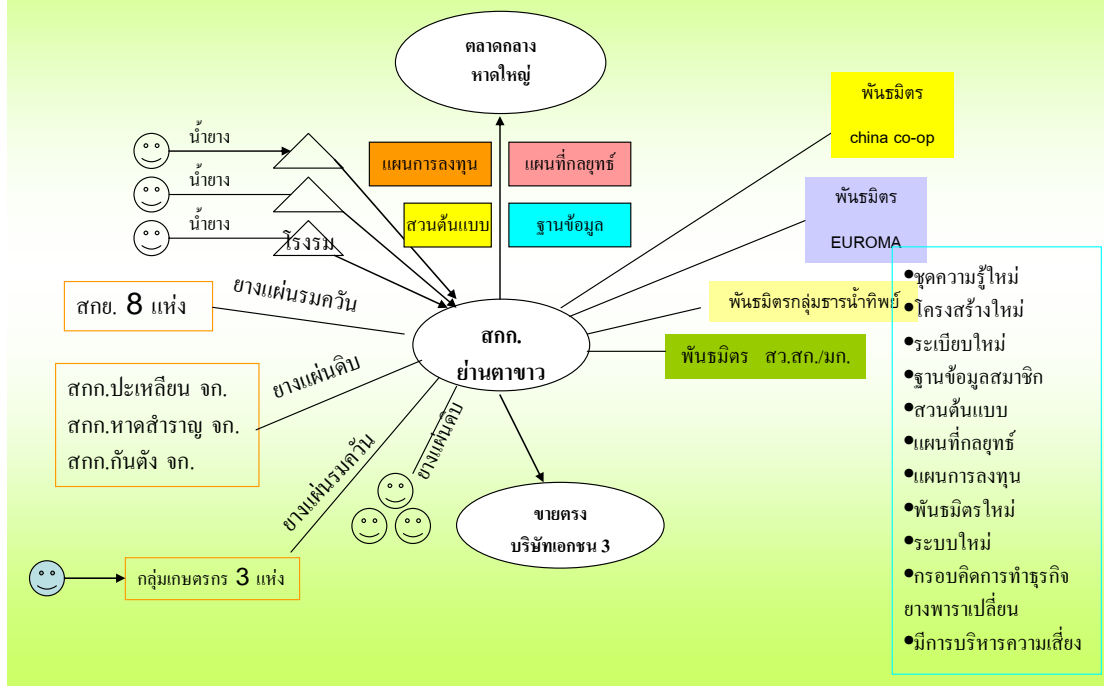 ตลาดกลาง
หาดใหญ่
พันธมิตร
china co-op
น้ำยาง
น้ำยาง
น้ำยาง
โรงรม
แผนการลงทุน
แผนที่กลยุทธ์
สวนต้นแบบ
ฐานข้อมูล
พันธมิตร
EUROMA
สกย. 8 แห่ง
ยางแผ่นรมควัน
สกก.
ย่านตาขาว
พันธมิตรกลุ่มธารน้ำทิพย์
พันธมิตร สว.สก./มก.
สกก.ปะเหลียน จก.
สกก.หาดสำราญ จก.
สกก.กันตัง จก.
ยางแผ่นดิบ
ยางแผ่นรมควัน
ยางแผ่นดิบ
ขายตรง
บริษัทเอกชน 3
กลุ่มเกษตรกร 3 แห่ง
●ชุดความรู้ใหม่
●โครงสร้างใหม่
●ระเบียบใหม่
●ฐานข้อมูลสมาชิก
●สวนต้นแบบ
●แผนที่กลยุทธ์
●แผนการลงทุน
●พันธมิตรใหม่
●ระบบใหม่
●กรอบคิดการทำธุรกิจ
ยางพาราเปลี่ยน
●มีการบริหารความเสี่ยง